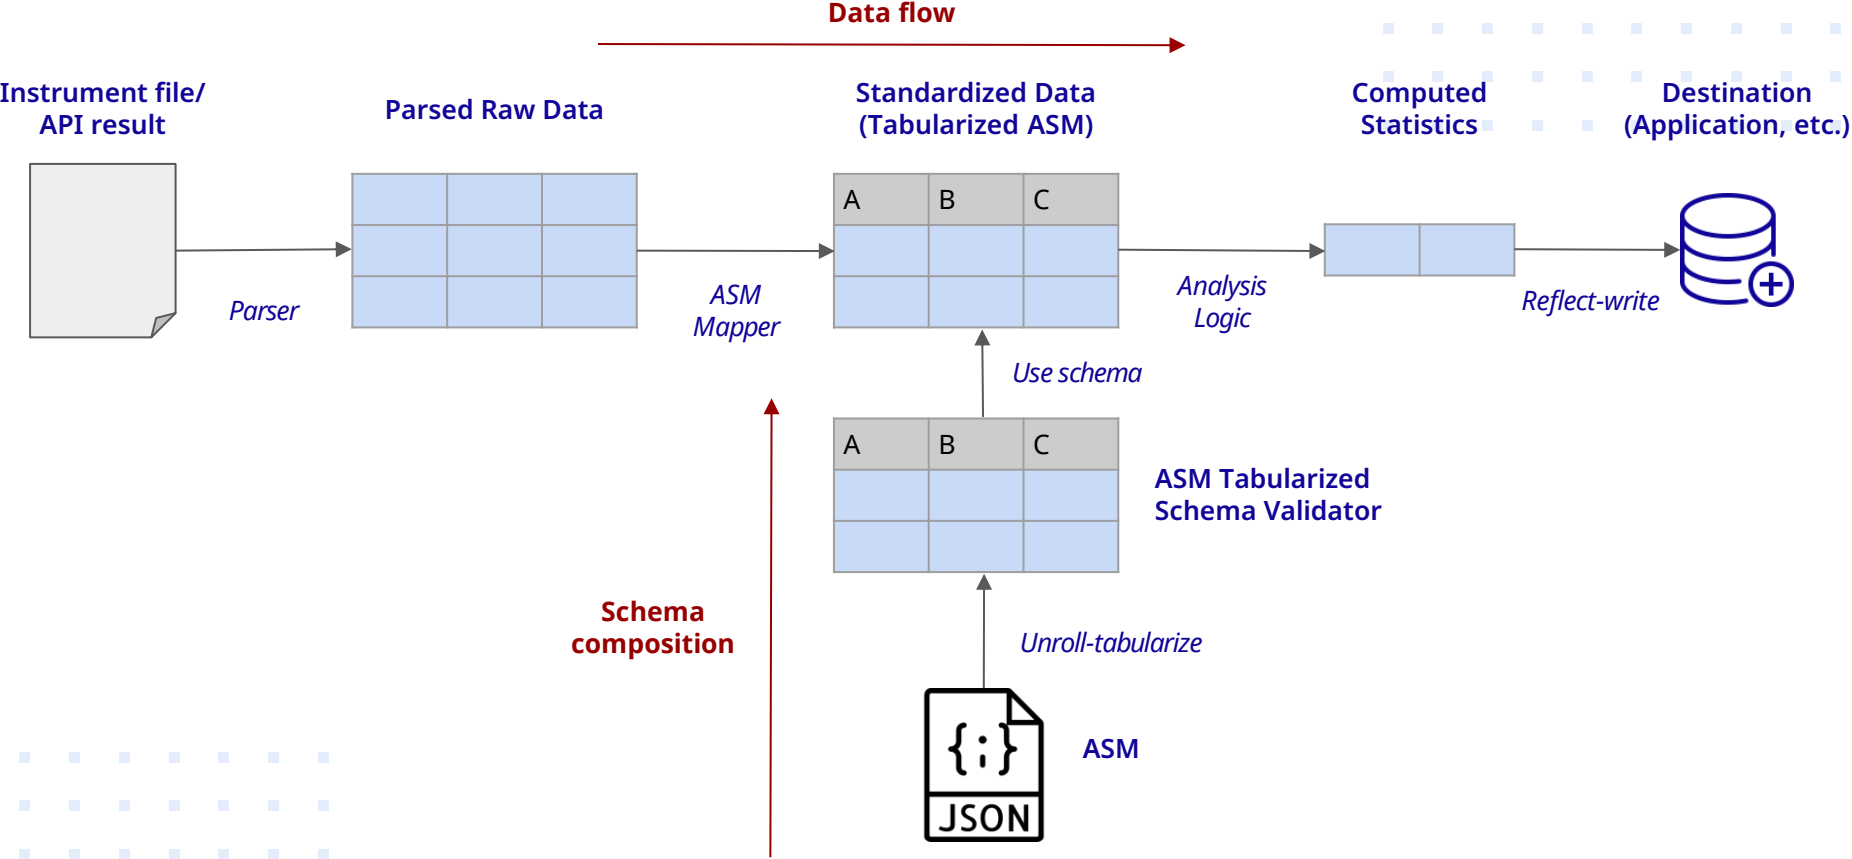 Data flow
Instrument file/
API result
Parsed Raw Data
Standardized Data
(Tabularized ASM)
Computed
Statistics
Destination
(Application, etc.)
A
B
C
Parser
ASM
Mapper
Analysis
Logic
Reflect-write
Use schema
A
B
C
ASM Tabularized
Schema Validator
Schema
composition
Unroll-tabularize
{;}
JSON
ASM